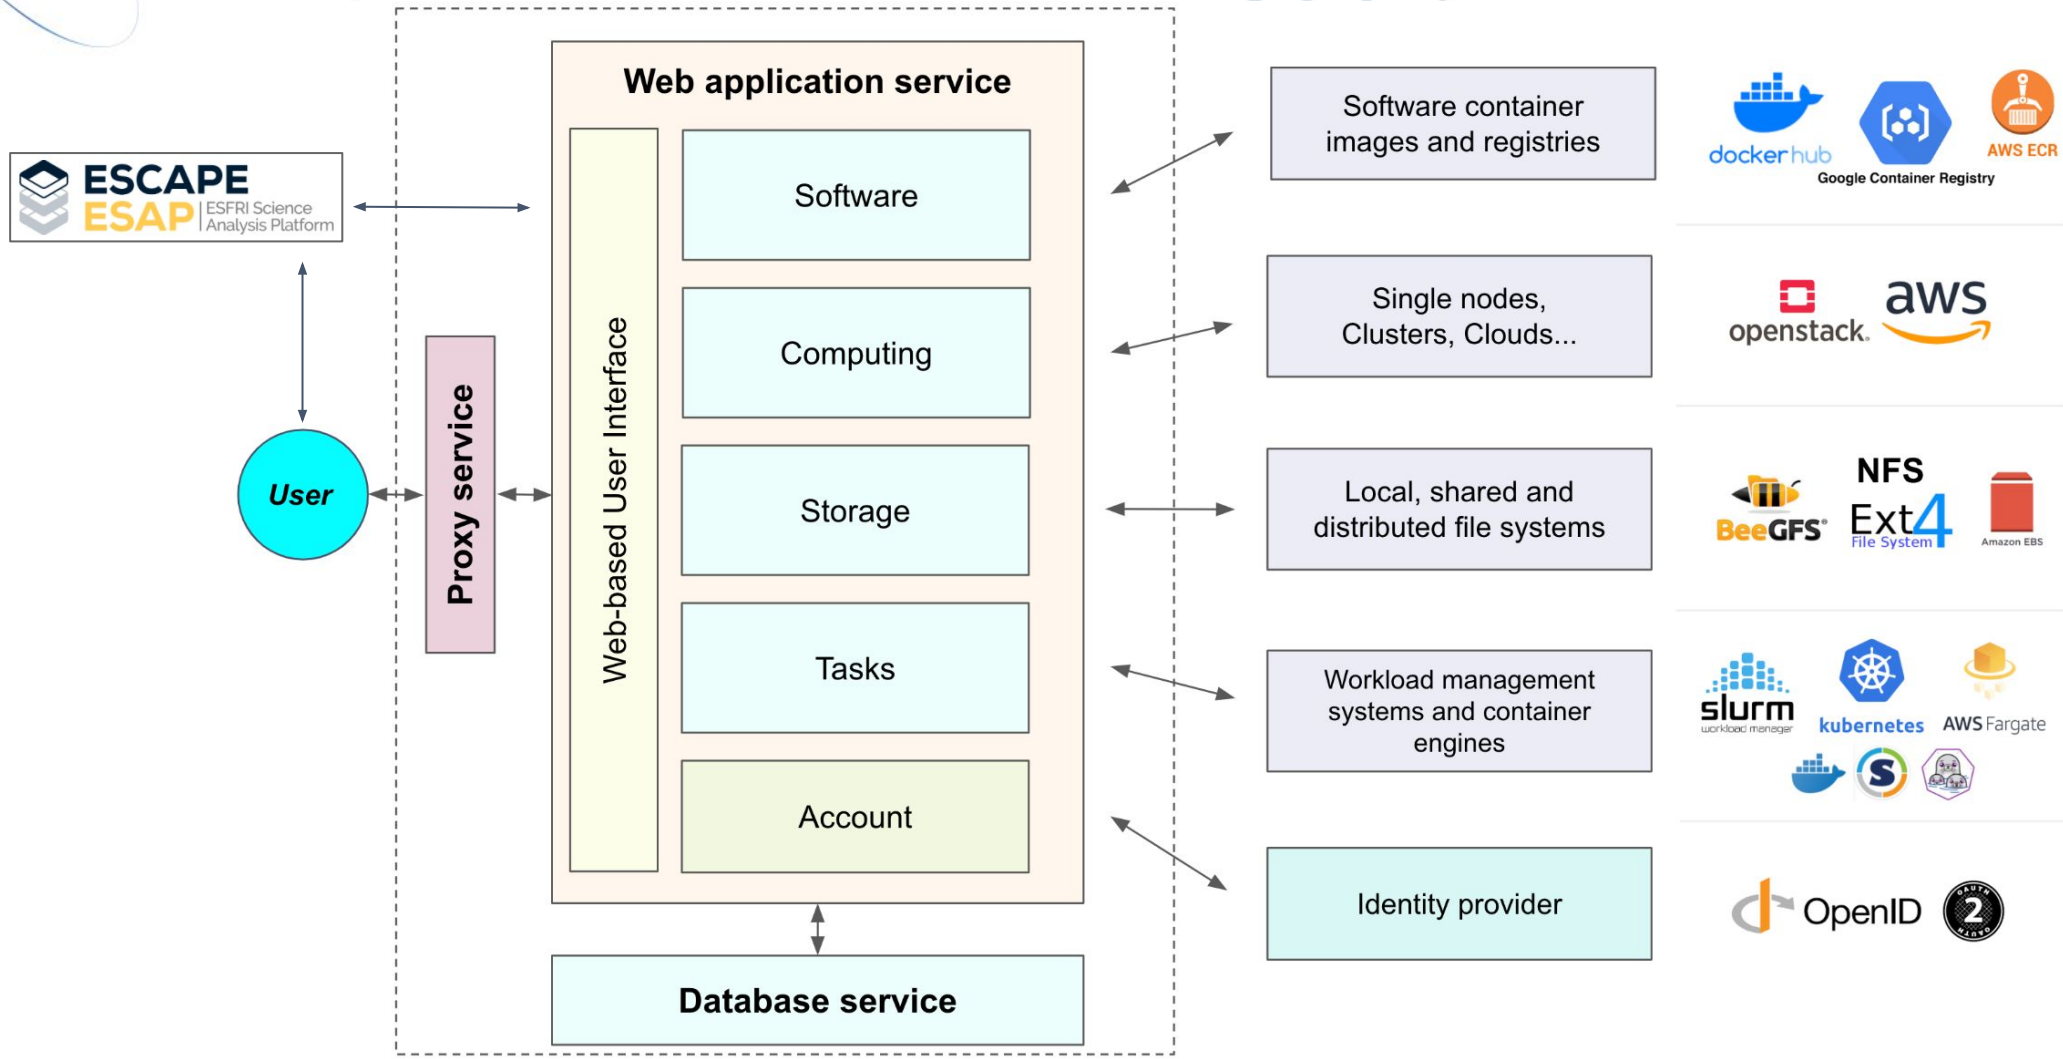 Web application service
Web-based User Interface
Software
Computing
Storage
Tasks
Account
Database service
Proxy service
User
ESCAPE
ESAP
ESFRI Science
Analysis Platform
Software container
images and registries
docker hub
Google Container Registry
AWS ECR
Single nodes,
Clusters, Clouds...
openstack.
aws
Local, shared and
distributed file systems
BeeGFS®
NFS
Ext4
File System
Amazon EBS
Workload management
systems and container
engines
slurm
workload manager
kubernetes
AWS Fargate
S
Identity provider
OpenID
OAUTH
2
OAUTH